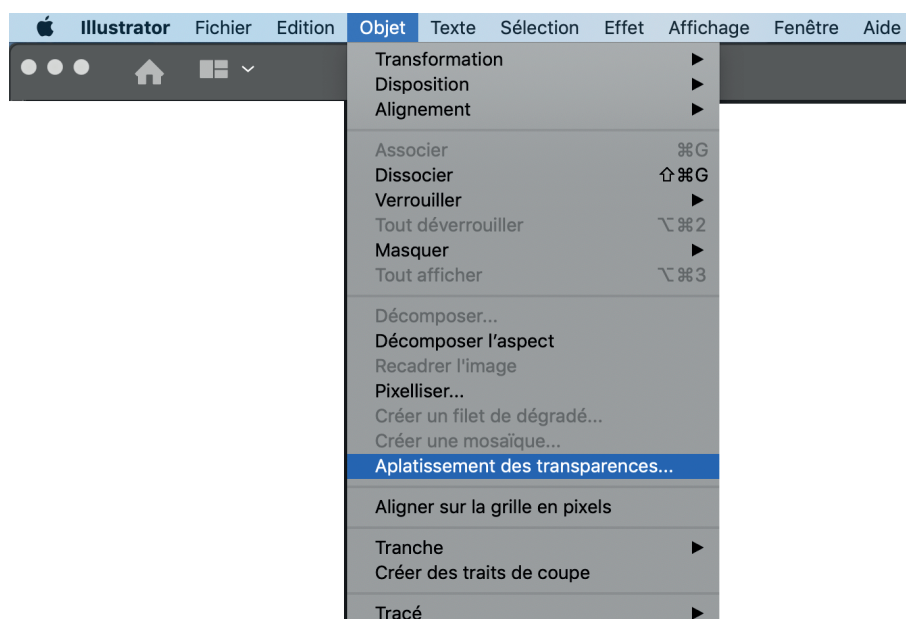 Illustrator Fichier Edition Objet Texte Sélection Effet Affichage Fenêtre Aide
Transformation
Disposition
Alignement
Associer ⌘G
Dissocier ⇧⌘G
Verrouiller
Tout déverrouiller ⌥⌘2
Masquer
Tout afficher ⌥⌘3
Décomposer...
Décomposer l’aspect
Recadrer l'image
Pixelliser...
Créer un filet de dégradé...
Créer une mosaïque...
Aplatissement des transparences...
Aligner sur la grille en pixels
Tranche
Créer des traits de coupe
Tracé